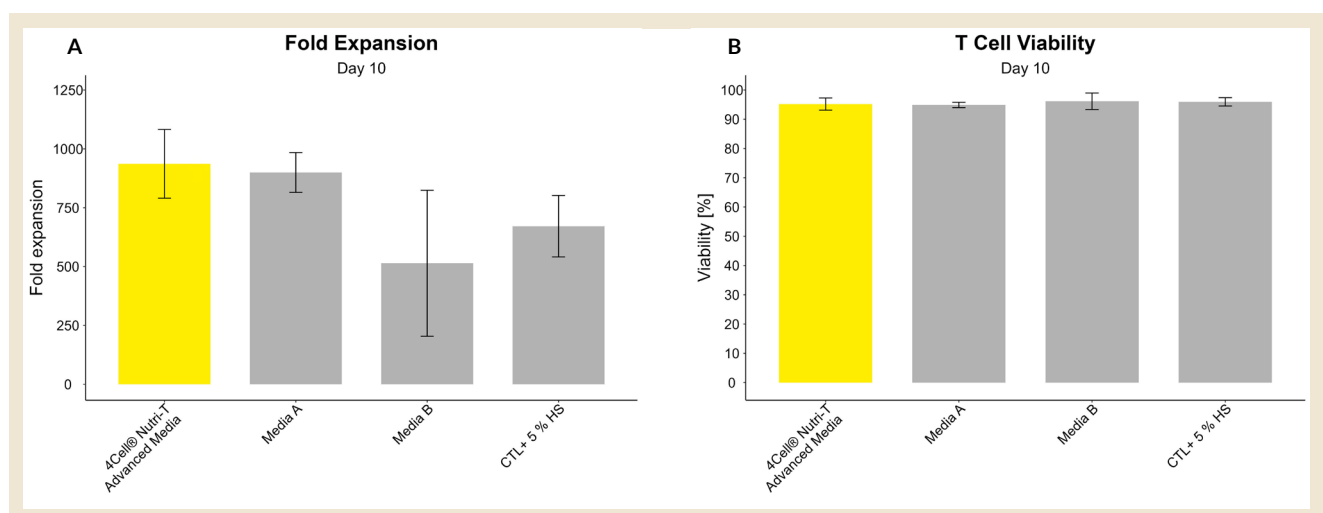 A
Fold Expansion
Day 10
Fold expansion
1250
1000
750
500
250
0
4Cell® Nutri-T
Advanced Media
Media A
Media B
CTL+ 5 % HS
B
T Cell Viability
Day 10
Viability [%]
100
90
80
70
60
50
40
30
20
10
0
4Cell® Nutri-T
Advanced Media
Media A
Media B
CTL+ 5 % HS